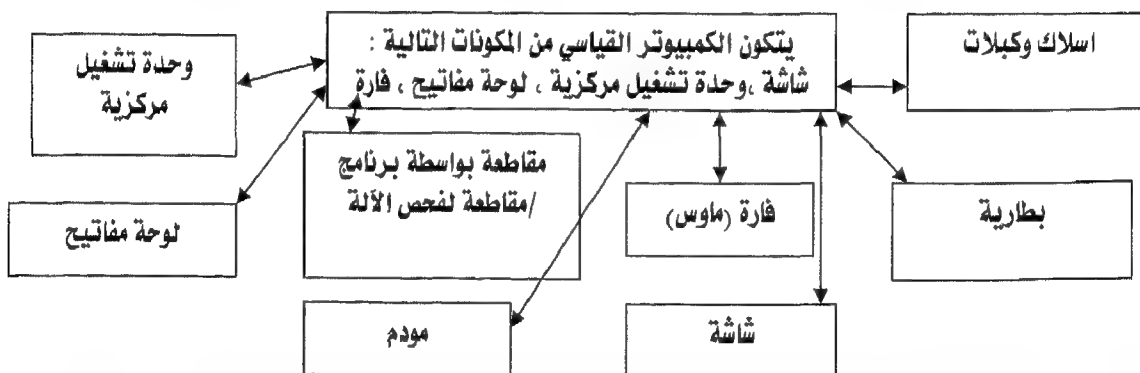 يتكون الكمبيوتر القياسي من المكونات التالية :
شاشة ،وحدة تشغيل مركزية ، لوحة مفاتيح ، فارة
اسلاك وكبلات
وحدة تشغيل
مركزية
مقاطعة بواسطة برنامج
/مقاطعة لفحص الآلة
فارة (ماوس)
بطارية
لوحة مفاتيح
مودم
شاشة